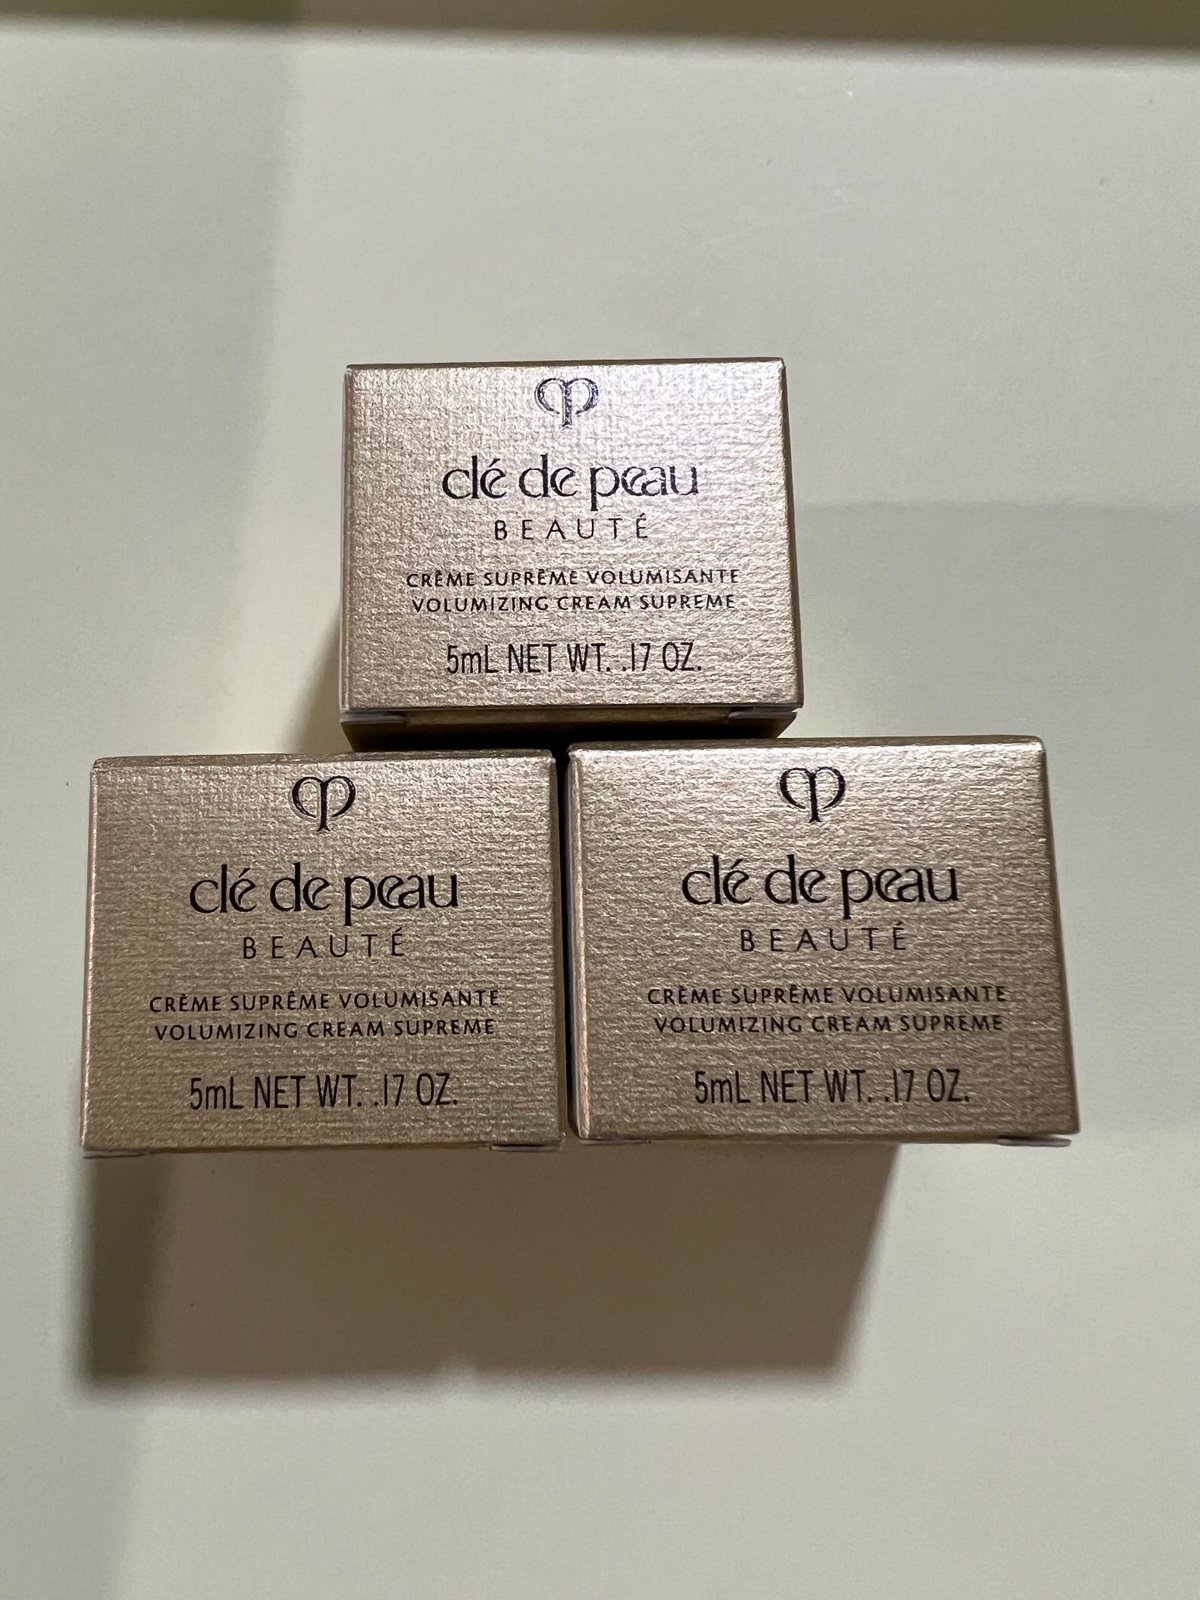 clé de peau
BEAUTÉ
CRÈME SUPRÊME VOLUMISANTE
VOLUMIZING CREAM SUPREME
5mL NET WT. .17 OZ.
clé de peau
BEAUTÉ
CRÈME SUPRÊME VOLUMISANTE
VOLUMIZING CREAM SUPREME
5mL NET WT. .17 OZ.
clé de peau
BEAUTÉ
CRÈME SUPRÊME VOLUMISANTE
VOLUMIZING CREAM SUPREME
5mL NET WT. .17 OZ.